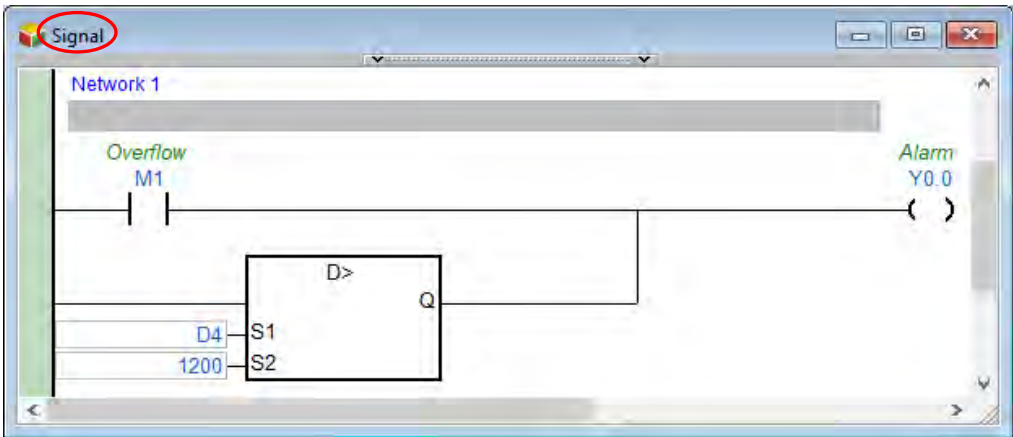 Signal
Network 1
Overflow Alarm
M1 Y0.0
D>
Q
D4 S1
1200 S2